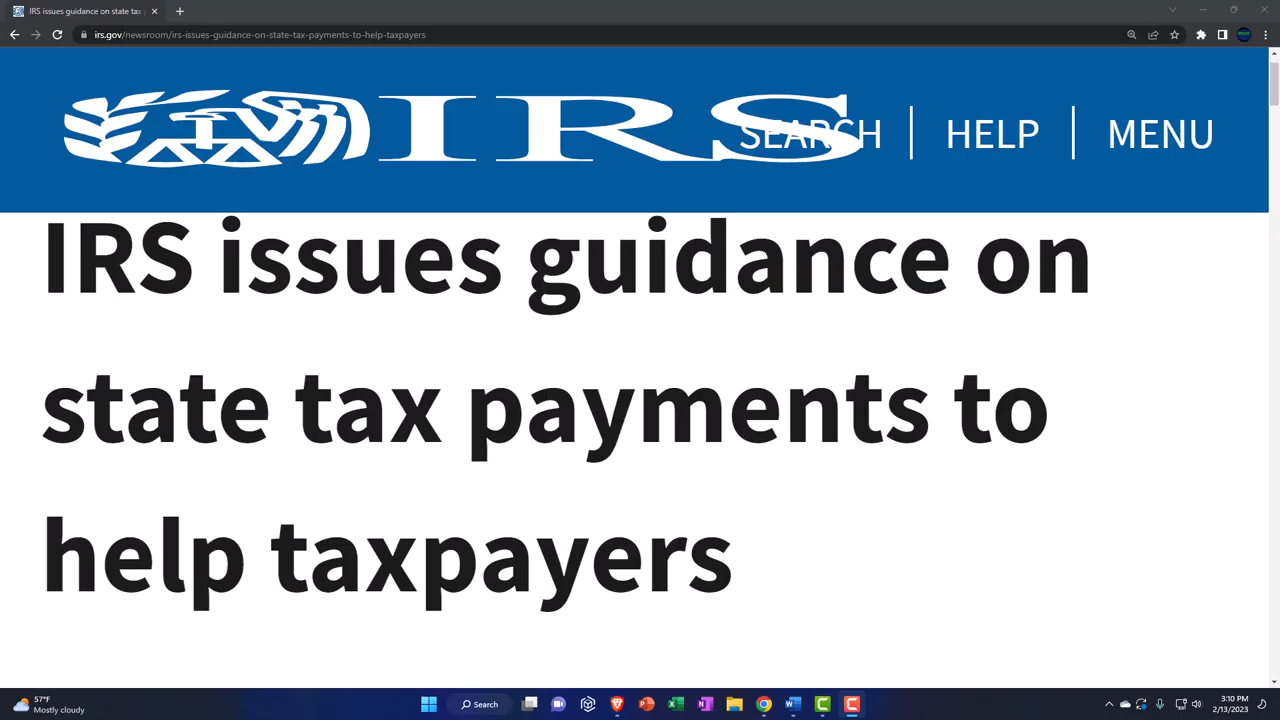 IRS issues guidance on state tax
irs.gov/newsroom/irs-issues-guidance-on-state-tax-payments-to-help-taxpayers
IRS
SEARCH
HELP
MENU
IRS issues guidance on
state tax payments to
help taxpayers
57°F
Mostly cloudy
Search
3:10 PM
2/13/2023